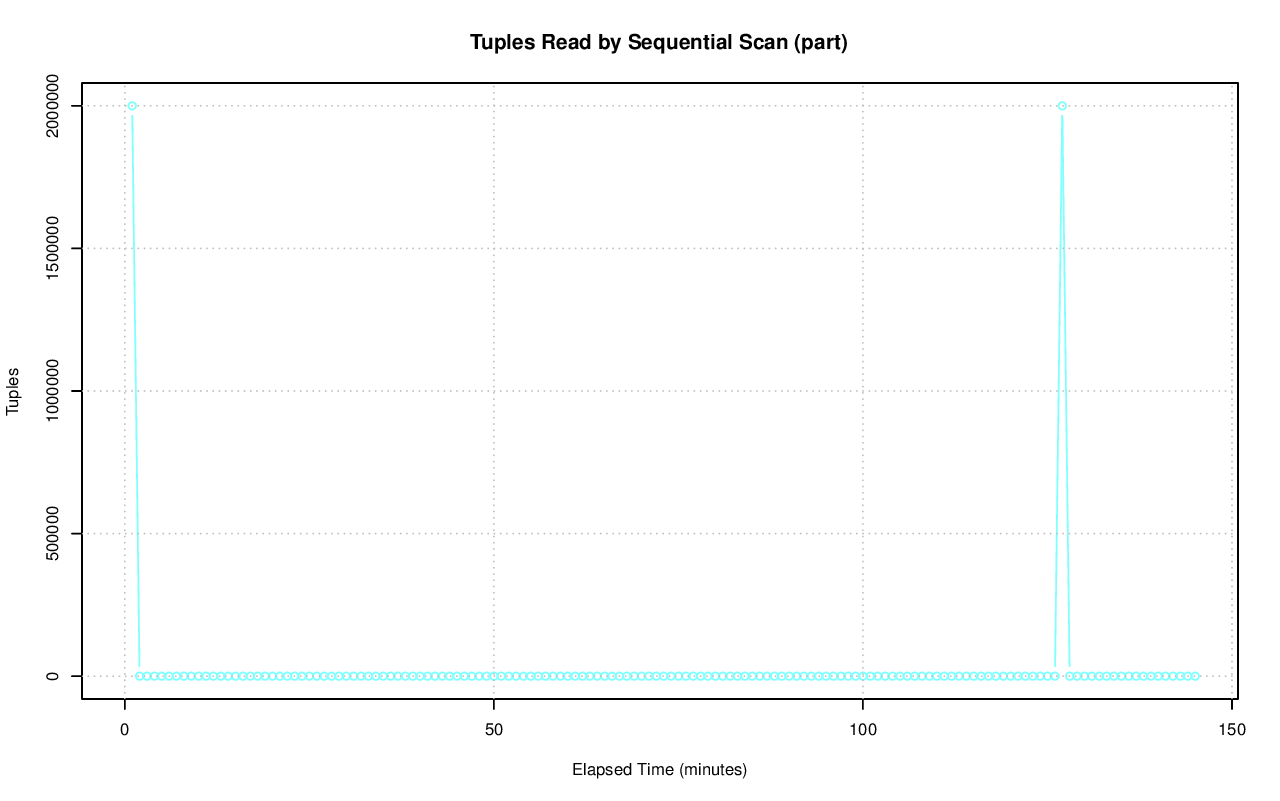 Tuples Read by Sequential Scan (part)
2000000
1500000
1000000
500000
0
Tuples
0 50 100 150
Elapsed Time (minutes)